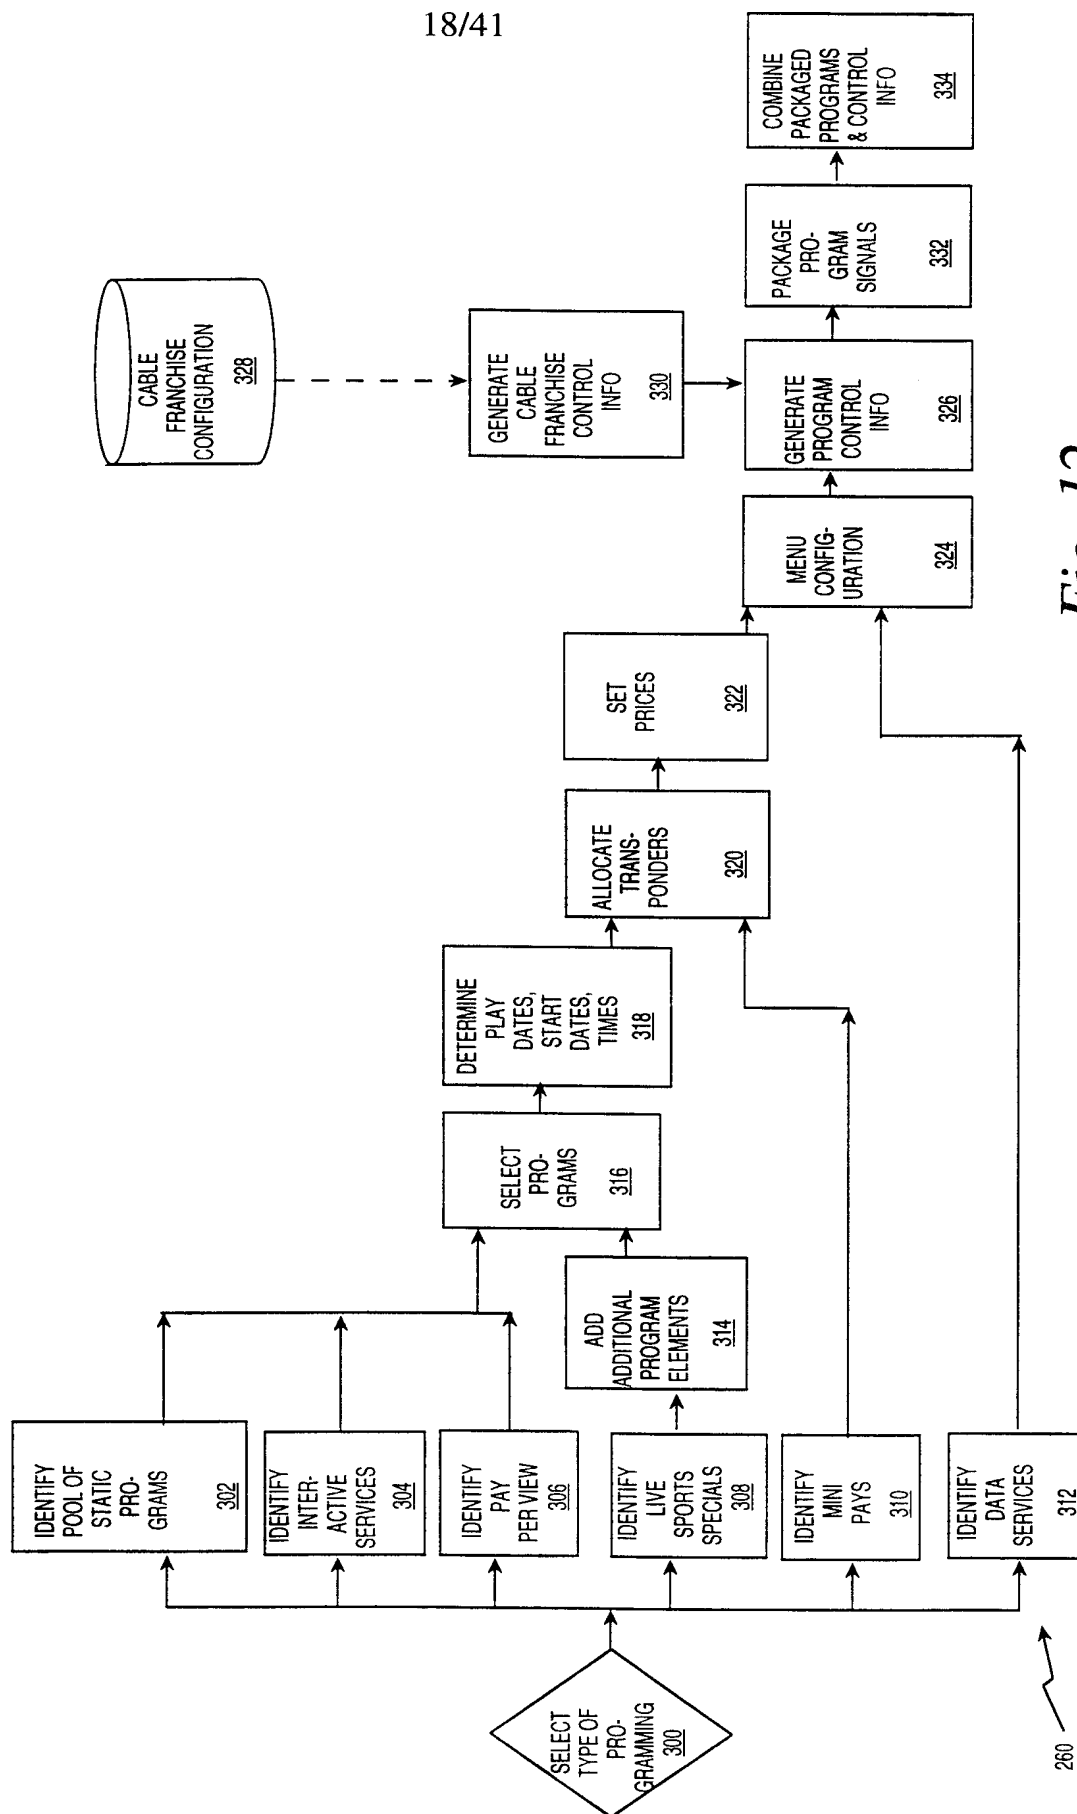 18/41
SELECT
TYPE OF
PRO-
GRAMMING
300
IDENTIFY
POOL OF
STATIC
PRO-
GRAMS
302
IDENTIFY
INTER-
ACTIVE
SERVICES
304
IDENTIFY
PAY
PER VIEW
306
IDENTIFY
LIVE
SPORTS
SPECIALS
308
IDENTIFY
MINI
PAYS
310
IDENTIFY
DATA
SERVICES
312
ADD
ADDITIONAL
PROGRAM
ELEMENTS
314
SELECT
PRO-
GRAMS
316
DETERMINE
PLAY
DATES,
START
DATES,
TIMES
318
ALLOCATE
TRANS-
PONDERS
320
SET
PRICES
322
MENU
CONFIG-
URATION
324
CABLE
FRANCHISE
CONFIGURATION
328
GENERATE
CABLE
FRANCHISE
CONTROL
INFO
330
GENERATE
PROGRAM
CONTROL
INFO
326
PACKAGE
PRO-
GRAM
SIGNALS
332
COMBINE
PACKAGED
PROGRAMS
& CONTROL
INFO
334
260